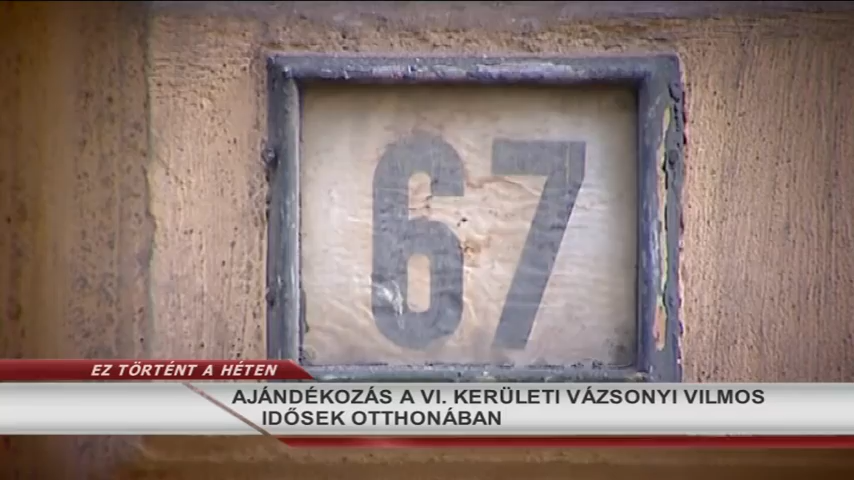 67
EZ TÖRTÉNT A HÉTEN
AJÁNDÉKOZÁS A VI. KERÜLETI VÁZSONYI VILMOS
IDŐSEK OTTHONÁBAN